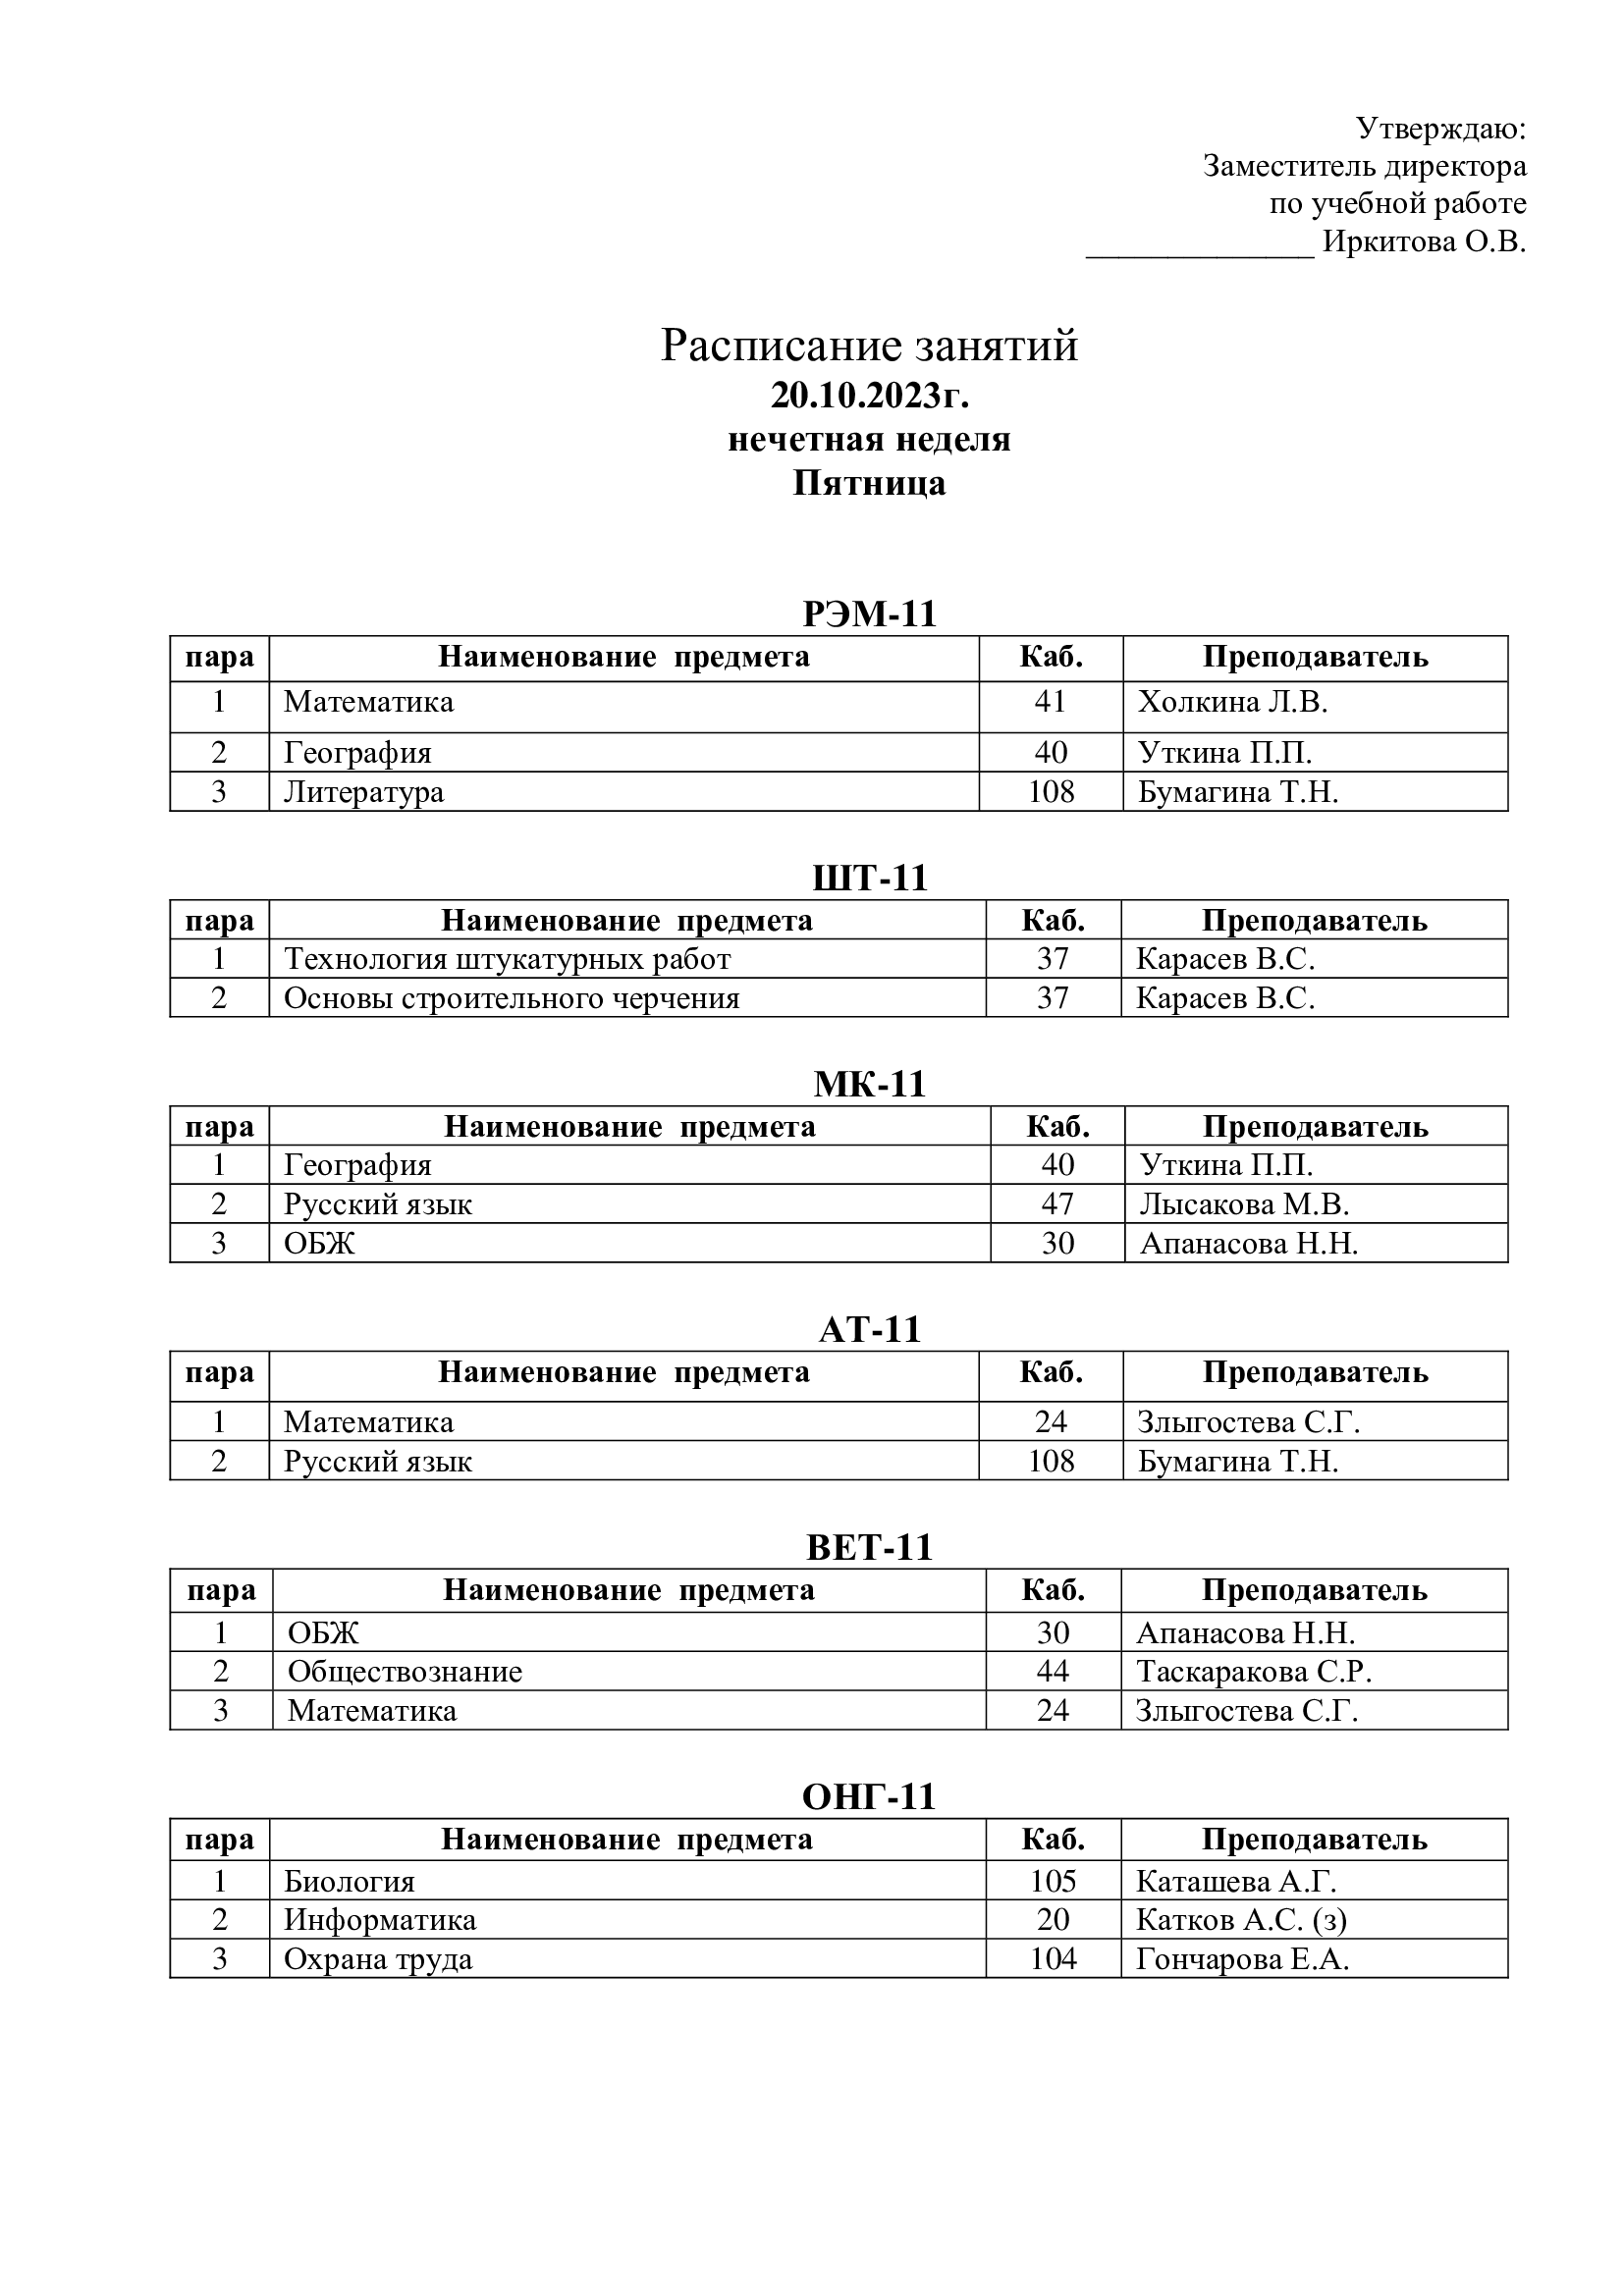 Утверждаю:
Заместитель директора
по учебной работе
______________ Иркитова О.В.
Расписание занятий
20.10.2023г.
нечетная неделя
Пятница
РЭМ-11
пара Наименование предмета Каб. Преподаватель
1 Математика 41 Холкина Л.В.
2 География 40 Уткина П.П.
3 Литература 108 Бумагина Т.Н.
ШТ-11
пара Наименование предмета Каб. Преподаватель
1 Технология штукатурных работ 37 Карасев В.С.
2 Основы строительного черчения 37 Карасев В.С.
МК-11
пара Наименование предмета Каб. Преподаватель
1 География 40 Уткина П.П.
2 Русский язык 47 Лысакова М.В.
3 ОБЖ 30 Апанасова Н.Н.
АТ-11
пара Наименование предмета Каб. Преподаватель
1 Математика 24 Злыгостева С.Г.
2 Русский язык 108 Бумагина Т.Н.
ВЕТ-11
пара Наименование предмета Каб. Преподаватель
1 ОБЖ 30 Апанасова Н.Н.
2 Обществознание 44 Таскаракова С.Р.
3 Математика 24 Злыгостева С.Г.
ОНГ-11
пара Наименование предмета Каб. Преподаватель
1 Биология 105 Каташева А.Г.
2 Информатика 20 Катков А.С. (з)
3 Охрана труда 104 Гончарова Е.А.